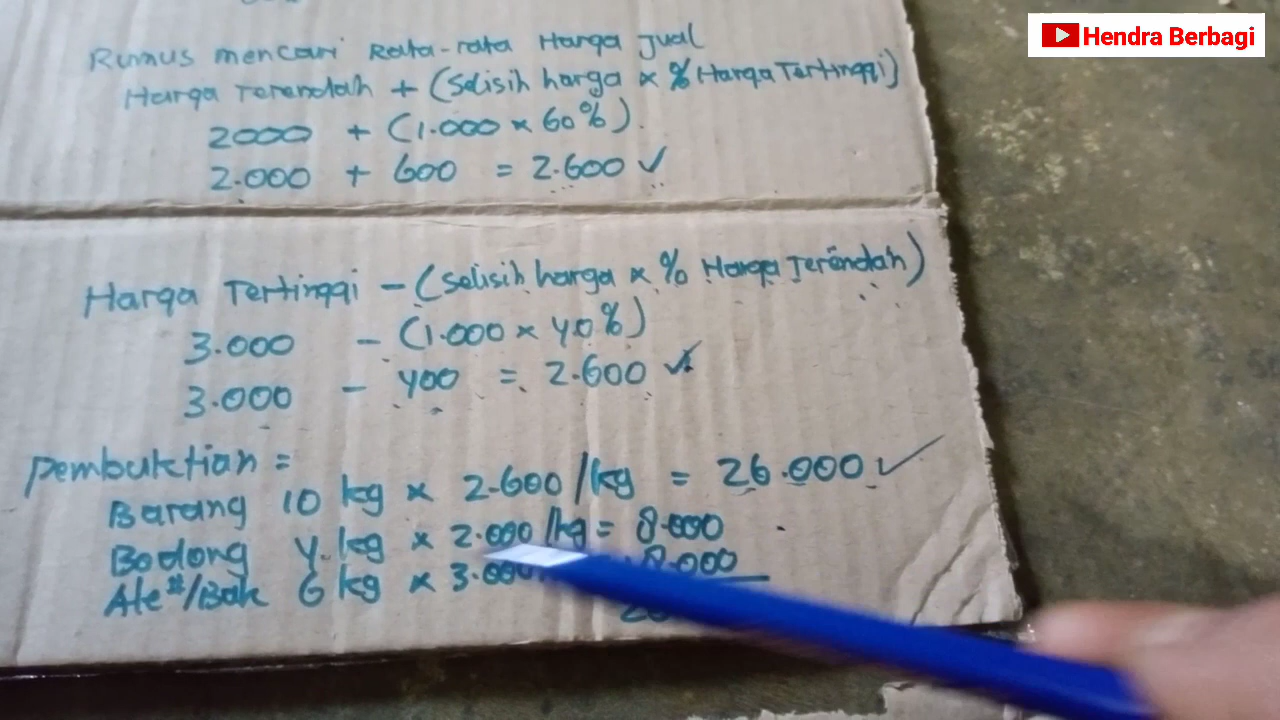 Hendra Berbagi
Rumus mencari Rata-rata Harga Jual
Harga Terendah + (Selisih harga x % Harga Tertinggi)
2000 + (1.000 x 60%)
2.000 + 600 = 2.600 ✓
Harga Tertinggi - (Selisih harga x % Harga Terendah)
3.000 - (1.000 x 40%)
3.000 - 400 = 2.600 ✓
Pembuktian =
Barang 10 kg x 2.600/kg = 26.000 ✓
Bodong 4 kg x 2.000/kg = 8.000
6 kg x 3.000